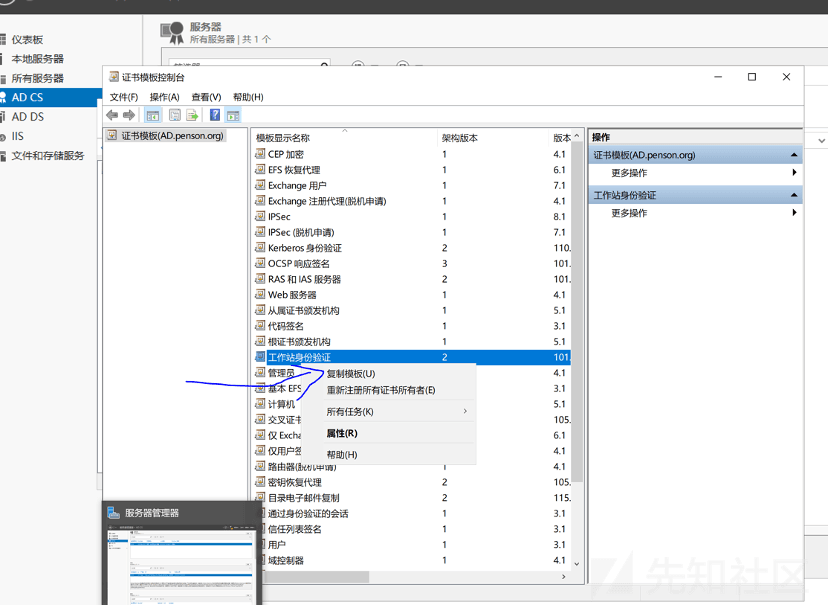 服务器
所有服务器 | 共 1 个
仪表板
本地服务器
所有服务器
AD CS
AD DS
IIS
文件和存储服务
证书模板控制台
文件(F) 操作(A) 查看(V) 帮助(H)
证书模板(AD.penson.org)
模板显示名称 架构版本 版本
CEP 加密 1 4.1
EFS 恢复代理 1 6.1
Exchange 用户 1 7.1
Exchange 注册代理(脱机申请) 1 4.1
IPSec 1 8.1
IPSec (脱机申请) 1 7.1
Kerberos 身份验证 2 110.
OCSP 响应签名 3 101.
RAS 和 IAS 服务器 2 101.
Web 服务器 1 4.1
从属证书颁发机构 1 5.1
代码签名 1 3.1
根证书颁发机构 1 5.1
工作站身份验证 2 101.
管理员 4.1
基本 EFS 3.1
计算机 5.1
交叉证书 105.
仅 Excha 6.1
仅用户签 4.1
路由器(脱机申请) 1 4.1
密钥恢复代理 2 105.
目录电子邮件复制 2 115.
通过身份验证的会话 1 3.1
信任列表签名 1 3.1
用户 1 3.1
域控制器 1 4.1
复制模板(U)
重新注册所有证书所有者(E)
所有任务(K)
属性(R)
帮助(H)
操作
证书模板(AD.penson.org)
更多操作
工作站身份验证
更多操作
服务器管理器
先知社区